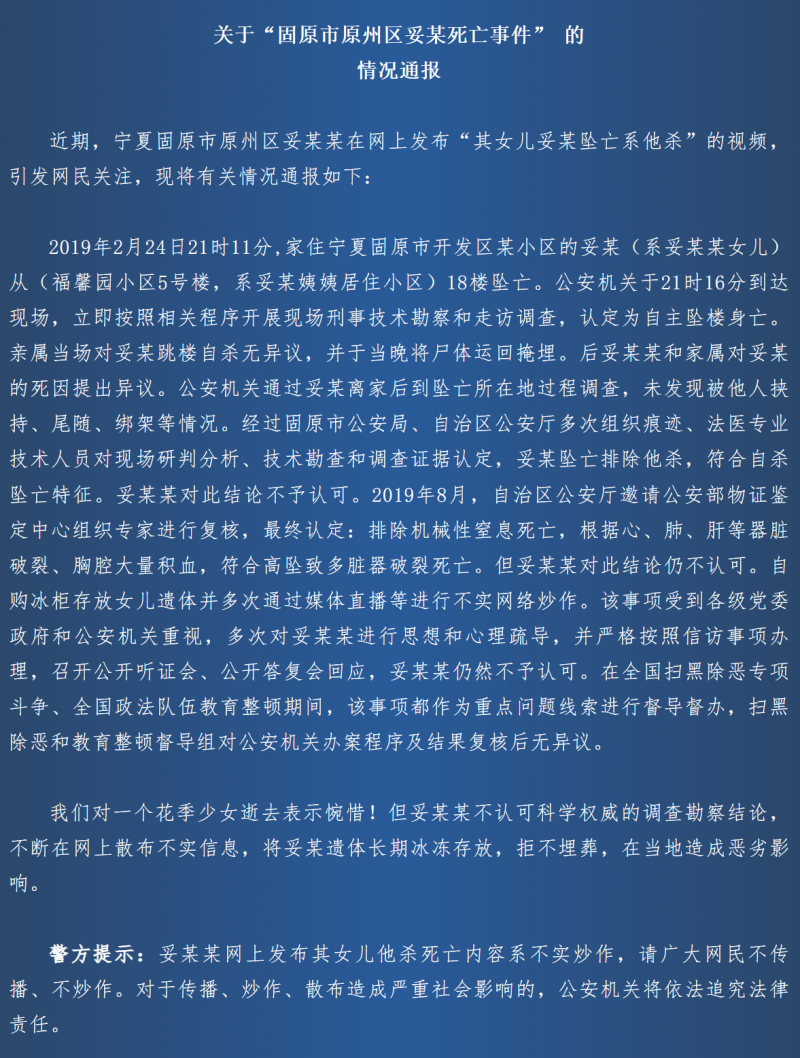 关于“固原市原州区妥某死亡事件” 的
情况通报
近期，宁夏固原市原州区妥某某在网上发布“其女儿妥某坠亡系他杀”的视频，
引发网民关注，现将有关情况通报如下：
2019年2月24日21时11分,家住宁夏固原市开发区某小区的妥某（系妥某某女儿）
从（福馨园小区5号楼，系妥某姨姨居住小区）18楼坠亡。公安机关于21时16分到达
现场，立即按照相关程序开展现场刑事技术勘察和走访调查，认定为自主坠楼身亡。
亲属当场对妥某跳楼自杀无异议，并于当晚将尸体运回掩埋。后妥某某和家属对妥某
的死因提出异议。公安机关通过妥某离家后到坠亡所在地过程调查，未发现被他人挟
持、尾随、绑架等情况。经过固原市公安局、自治区公安厅多次组织痕迹、法医专业
技术人员对现场研判分析、技术勘查和调查证据认定，妥某坠亡排除他杀，符合自杀
坠亡特征。妥某某对此结论不予认可。2019年8月，自治区公安厅邀请公安部物证鉴
定中心组织专家进行复核，最终认定：排除机械性窒息死亡，根据心、肺、肝等器脏
破裂、胸腔大量积血，符合高坠致多脏器破裂死亡。但妥某某对此结论仍不认可。自
购冰柜存放女儿遗体并多次通过媒体直播等进行不实网络炒作。该事项受到各级党委
政府和公安机关重视，多次对妥某某进行思想和心理疏导，并严格按照信访事项办
理，召开公开听证会、公开答复会回应，妥某某仍然不予认可。在全国扫黑除恶专项
斗争、全国政法队伍教育整顿期间，该事项都作为重点问题线索进行督导督办，扫黑
除恶和教育整顿督导组对公安机关办案程序及结果复核后无异议。
我们对一个花季少女逝去表示惋惜！但妥某某不认可科学权威的调查勘察结论，
不断在网上散布不实信息，将妥某遗体长期冰冻存放，拒不埋葬，在当地造成恶劣影
响。
警方提示：妥某某网上发布其女儿他杀死亡内容系不实炒作，请广大网民不传
播、不炒作。对于传播、炒作、散布造成严重社会影响的，公安机关将依法追究法律
责任。